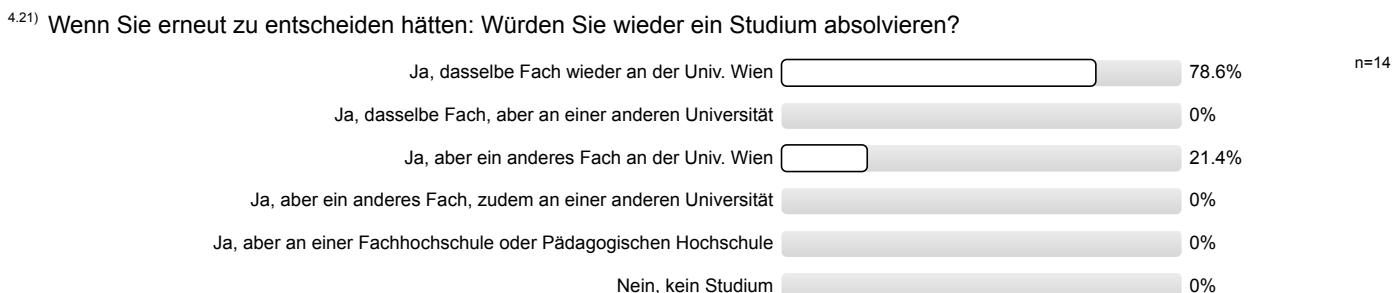 4.21) Wenn Sie erneut zu entscheiden hätten: Würden Sie wieder ein Studium absolvieren?
Ja, dasselbe Fach wieder an der Univ. Wien 78.6% n=14
Ja, dasselbe Fach, aber an einer anderen Universität 0%
Ja, aber ein anderes Fach an der Univ. Wien 21.4%
Ja, aber ein anderes Fach, zudem an einer anderen Universität 0%
Ja, aber an einer Fachhochschule oder Pädagogischen Hochschule 0%
Nein, kein Studium 0%